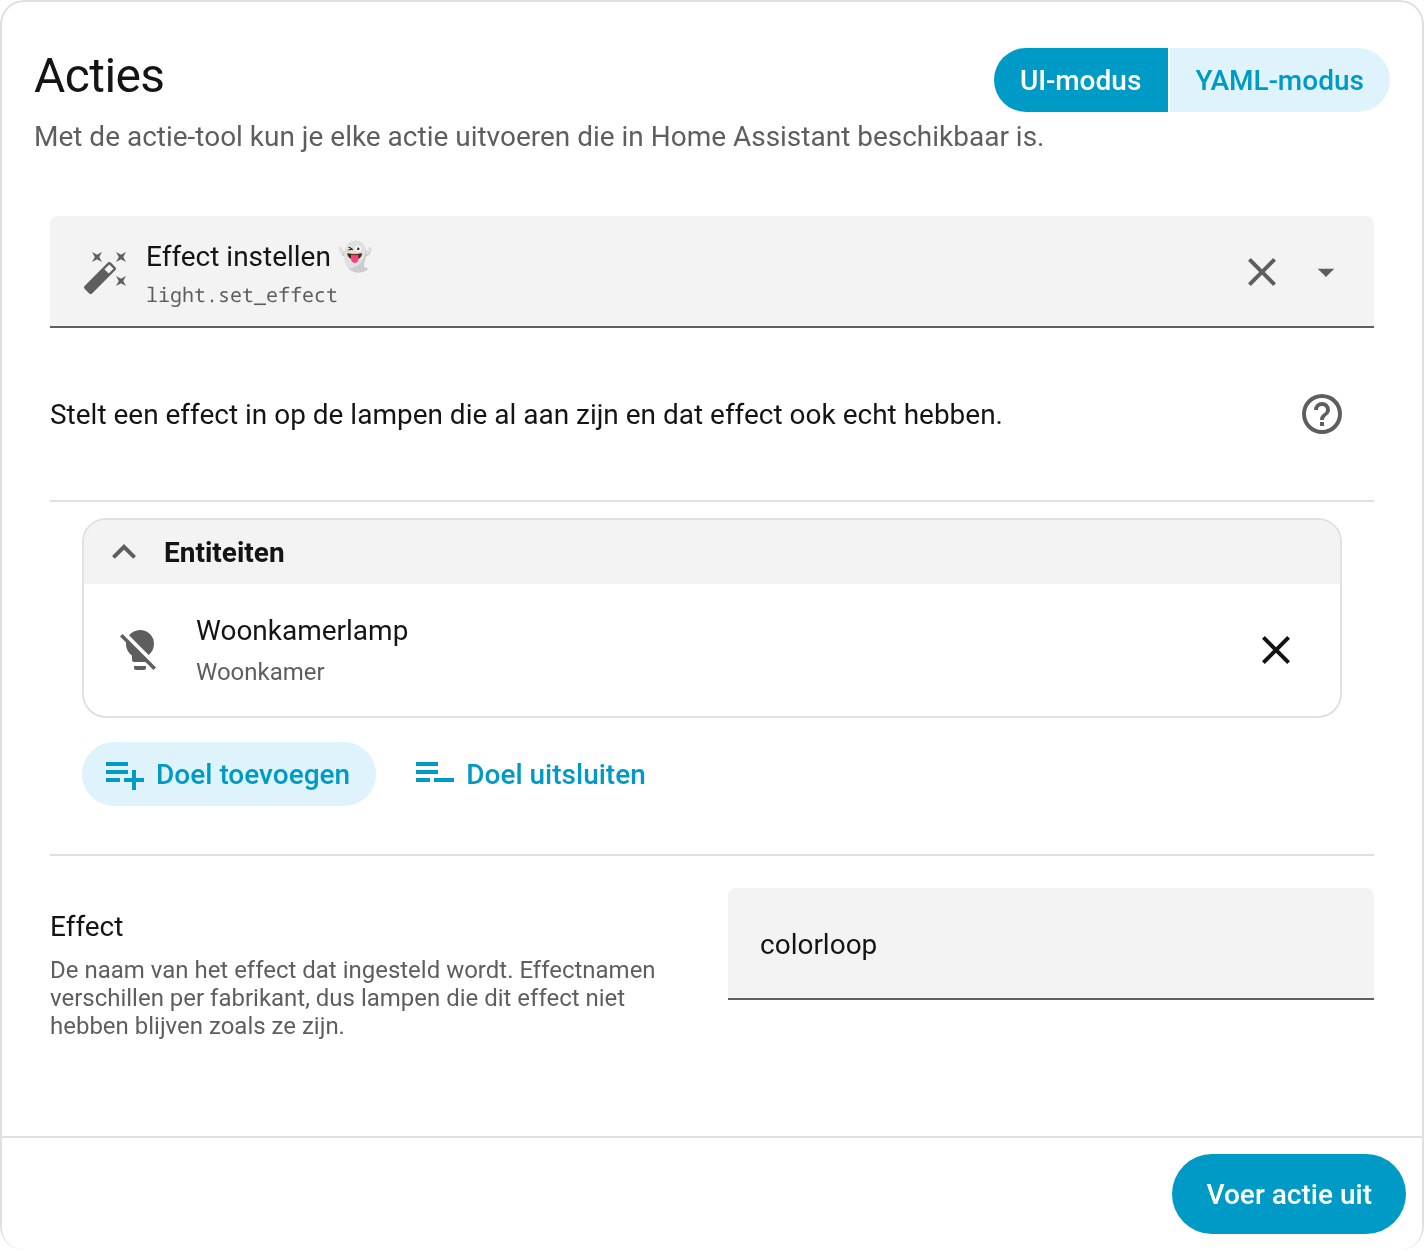 Acties
UI-modus
YAML-modus
Met de actie-tool kun je elke actie uitvoeren die in Home Assistant beschikbaar is.
Effect instellen 👻
light.set_effect
Stelt een effect in op de lampen die al aan zijn en dat effect ook echt hebben.
Entiteiten
Woonkamerlamp
Woonkamer
Doel toevoegen
Doel uitsluiten
Effect
De naam van het effect dat ingesteld wordt. Effectnamen
verschillen per fabrikant, dus lampen die dit effect niet
hebben blijven zoals ze zijn.
colorloop
Voer actie uit